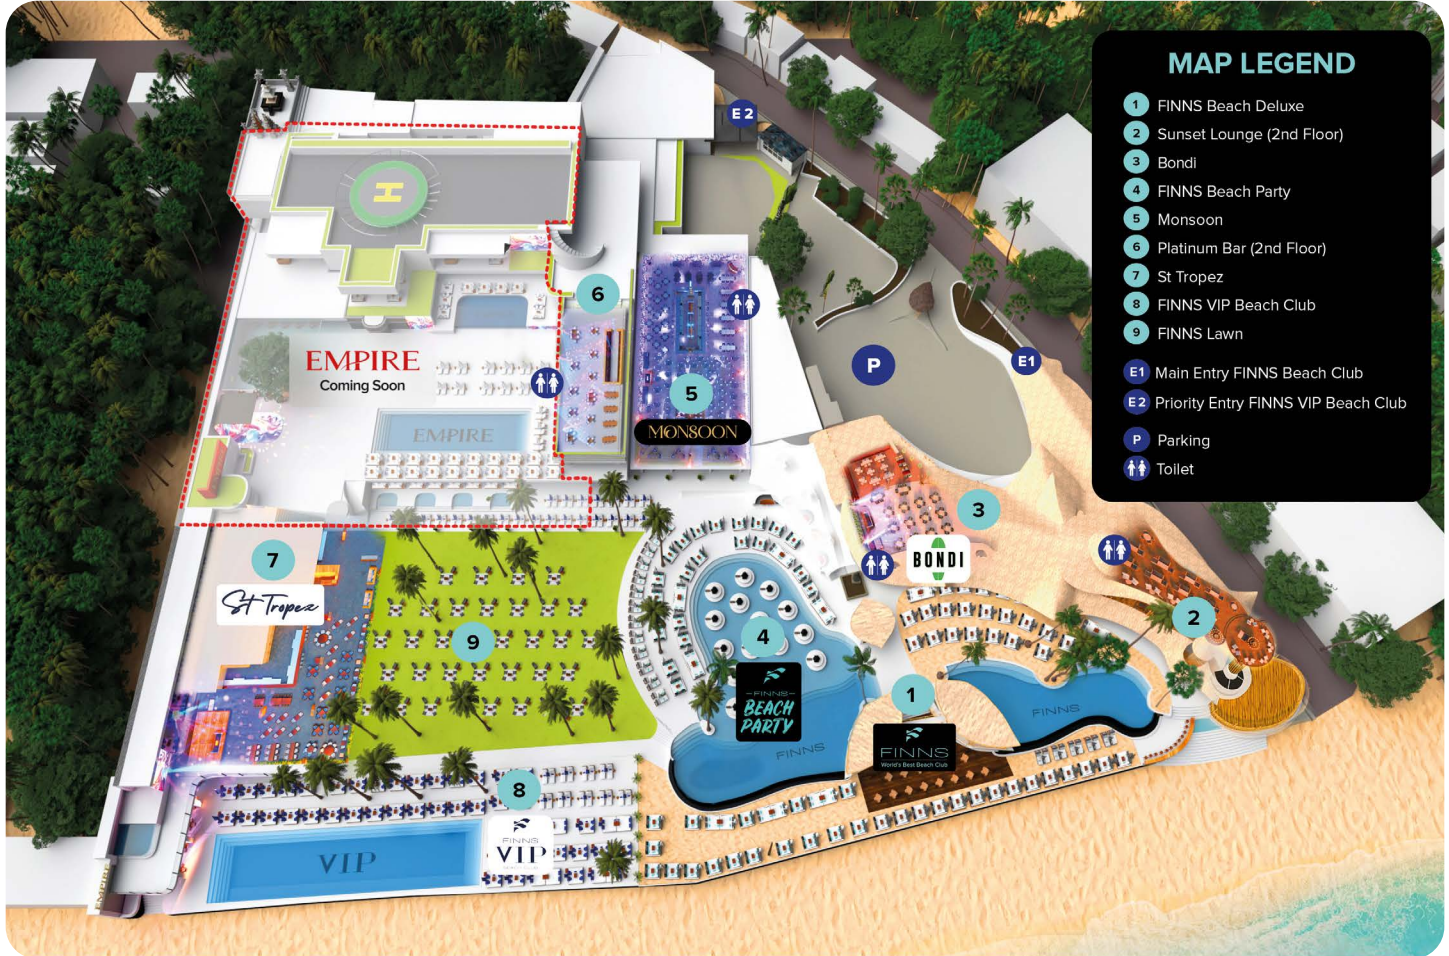 MAP LEGEND
1 FINNS Beach Deluxe
2 Sunset Lounge (2nd Floor)
3 Bondi
4 FINNS Beach Party
5 Monsoon
6 Platinum Bar (2nd Floor)
7 St Tropez
8 FINNS VIP Beach Club
9 FINNS Lawn
E1 Main Entry FINNS Beach Club
E2 Priority Entry FINNS VIP Beach Club
P Parking
Toilet
E2
H
6
EMPIRE
Coming Soon
P
E1
5
MONSOON
EMPIRE
3
BONDI
7
St Tropez
9
4
FINNS
BEACH
PARTY
2
1
FINNS
World's Best Beach Club
FINNS
FINNS
8
FINNS
VIP
VIP